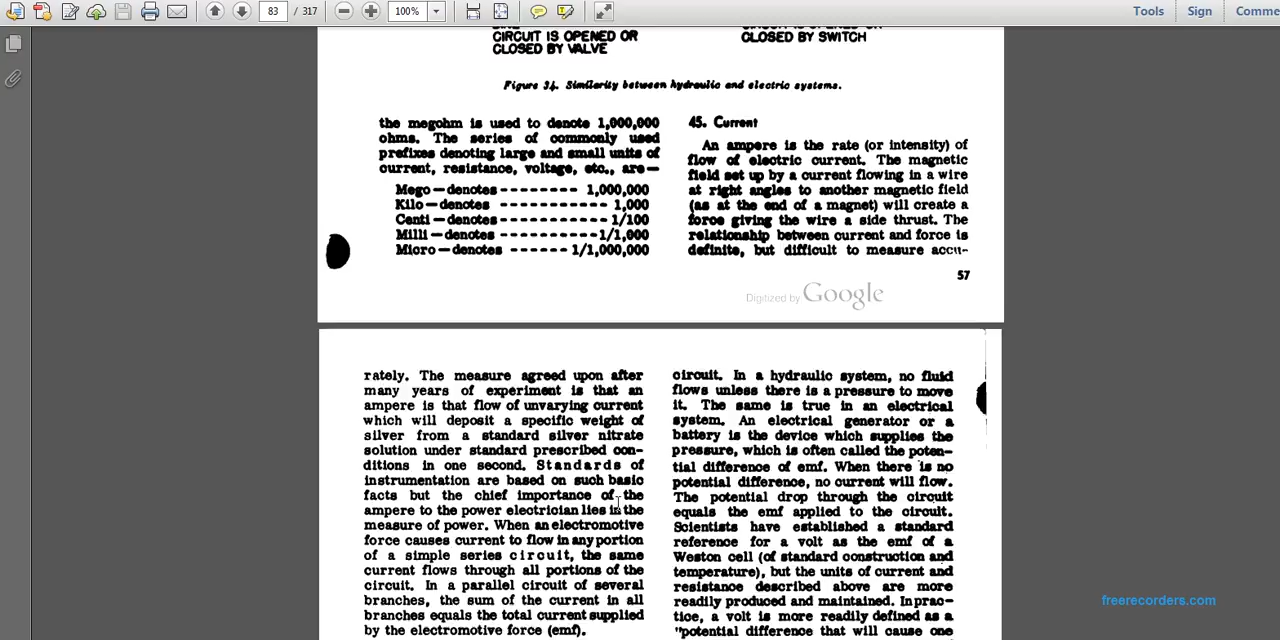 83 / 317
100%
Tools
Sign
Comme
CIRCUIT IS OPENED OR
CLOSED BY VALVE
CLOSED BY SWITCH
Figure 34. Similarity between hydraulic and electric systems.
the megohm is used to denote 1,000,000
ohms. The series of commonly used
prefixes denoting large and small units of
current, resistance, voltage, etc., are—
Mego—denotes - - - - - - - - - 1,000,000
Kilo—denotes - - - - - - - - - - - 1,000
Centi—denotes - - - - - - - - - - - 1/100
Milli—denotes - - - - - - - - - - 1/1,000
Micro—denotes - - - - - - 1/1,000,000
45. Current
An ampere is the rate (or intensity) of
flow of electric current. The magnetic
field set up by a current flowing in a wire
at right angles to another magnetic field
(as at the end of a magnet) will create a
force giving the wire a side thrust. The
relationship between current and force is
definite, but difficult to measure accu-
57
Digitized by Google
rately. The measure agreed upon after
many years of experiment is that an
ampere is that flow of unvarying current
which will deposit a specific weight of
silver from a standard silver nitrate
solution under standard prescribed con-
ditions in one second. Standards of
instrumentation are based on such basic
facts but the chief importance of the
ampere to the power electrician lies in the
measure of power. When an electromotive
force causes current to flow in any portion
of a simple series circuit, the same
current flows through all portions of the
circuit. In a parallel circuit of several
branches, the sum of the current in all
branches equals the total current supplied
by the electromotive force (emf).
circuit. In a hydraulic system, no fluid
flows unless there is a pressure to move
it. The same is true in an electrical
system. An electrical generator or a
battery is the device which supplies the
pressure, which is often called the poten-
tial difference of emf. When there is no
potential difference, no current will flow.
The potential drop through the circuit
equals the emf applied to the circuit.
Scientists have established a standard
reference for a volt as the emf of a
Weston cell (of standard construction and
temperature), but the units of current and
resistance described above are more
readily produced and maintained. In prac-
tice, a volt is more readily defined as a
"potential difference that will cause one
freerecorders.com